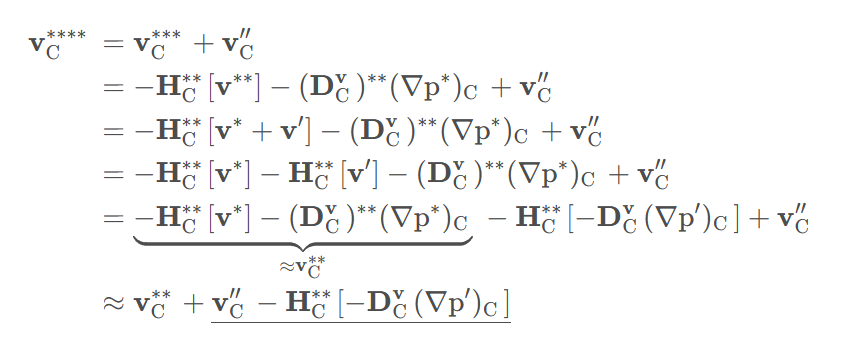 v_C^{****} = v_C^{***} + v_C^{′′}
= −H_C^{**} [v^{**}] − (D_C^v)^{**}(∇p^*)_C + v_C^{′′}
= −H_C^{**} [v^* + v′] − (D_C^v)^{**}(∇p^*)_C + v_C^{′′}
= −H_C^{**} [v^*] − H_C^{**} [v′] − (D_C^v)^{**}(∇p^*)_C + v_C^{′′}
= −H_C^{**} [v^*] − (D_C^v)^{**}(∇p^*)_C − H_C^{**} [−D_C^v (∇p′)_C] + v_C^{′′}
≈v_C^{**}
≈ v_C^{**} + v_C^{′′} − H_C^{**} [−D_C^v (∇p′)_C]